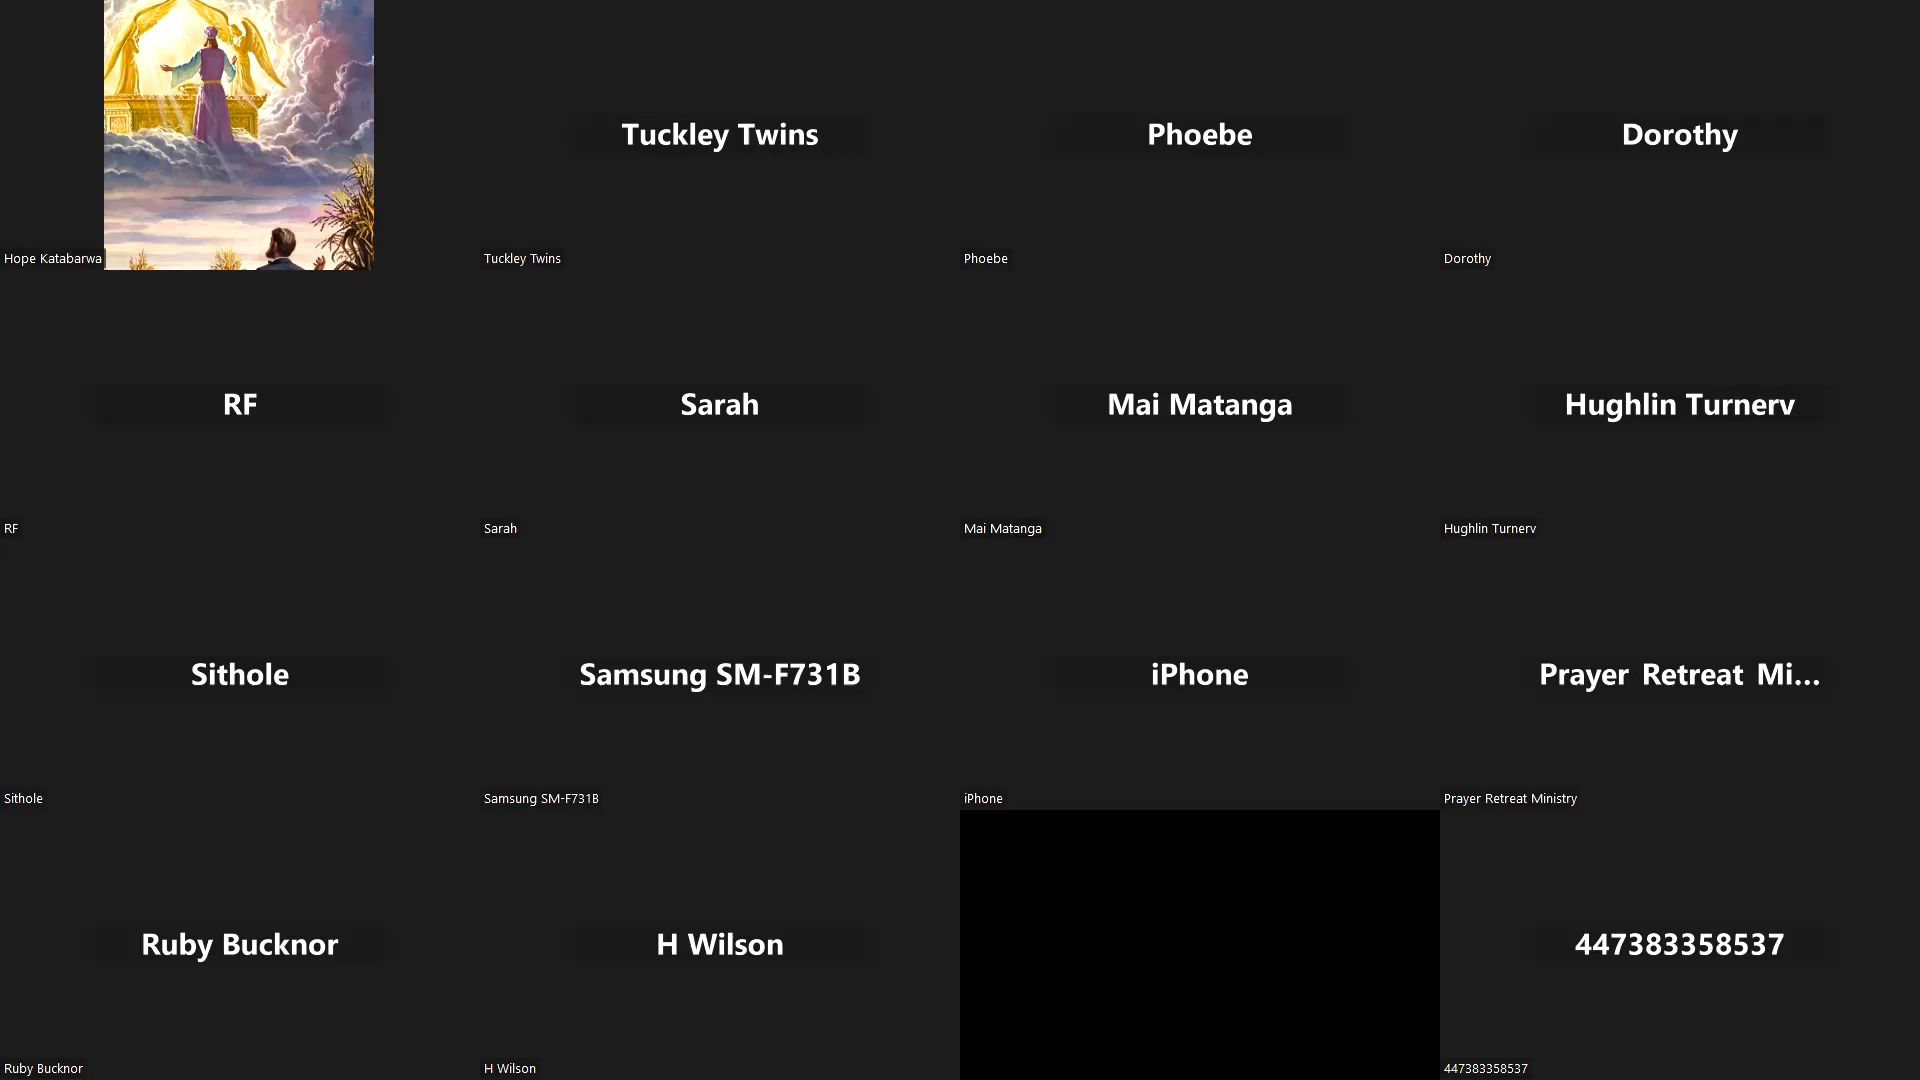 Tuckley Twins
Phoebe
Dorothy
Hope Katabarwa
Tuckley Twins
Phoebe
Dorothy
RF
Sarah
Mai Matanga
Hughlin Turnerv
RF
Sarah
Mai Matanga
Hughlin Turnerv
Sithole
Samsung SM-F731B
iPhone
Prayer Retreat Mi...
Sithole
Samsung SM-F731B
iPhone
Prayer Retreat Ministry
Ruby Bucknor
H Wilson
447383358537
Ruby Bucknor
H Wilson
447383358537